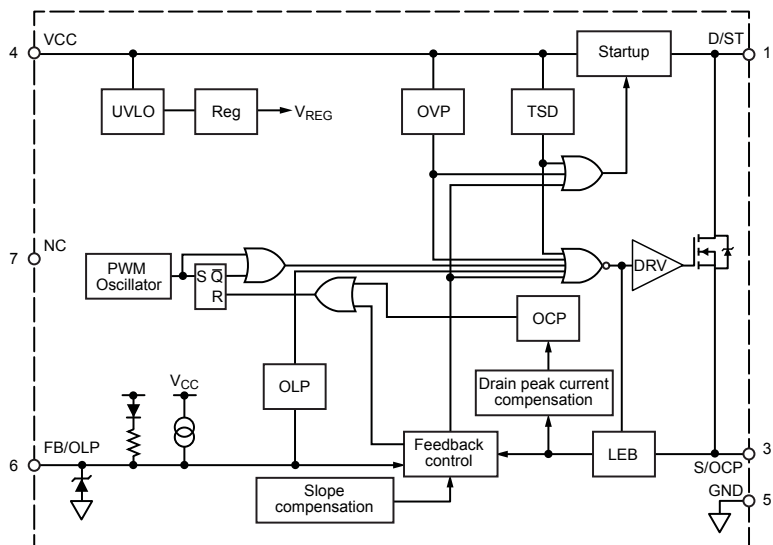 VCC
D/ST
4
1
Startup
UVLO
Reg
VREG
OVP
TSD
NC
7
PWM
Oscillator
S Q̅
R
DRV
OCP
VCC
OLP
Drain peak current
compensation
FB/OLP
6
Feedback
control
LEB
3
S/OCP
Slope
compensation
GND
5